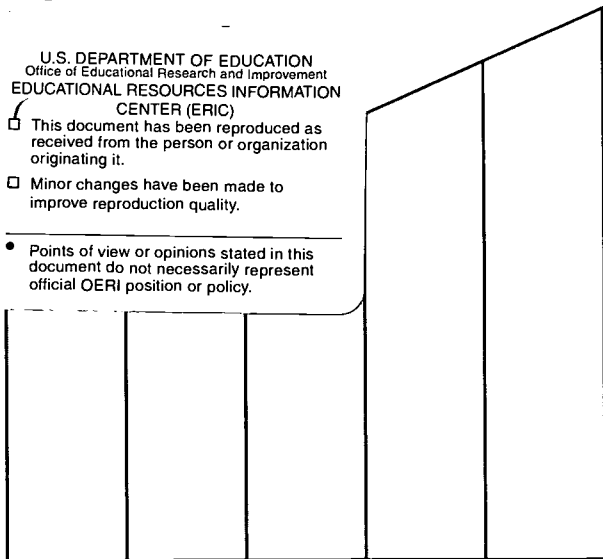 U.S. DEPARTMENT OF EDUCATION
Office of Educational Research and Improvement
EDUCATIONAL RESOURCES INFORMATION
CENTER (ERIC)
☐ This document has been reproduced as
received from the person or organization
originating it.
☐ Minor changes have been made to
improve reproduction quality.
• Points of view or opinions stated in this
document do not necessarily represent
official OERI position or policy.